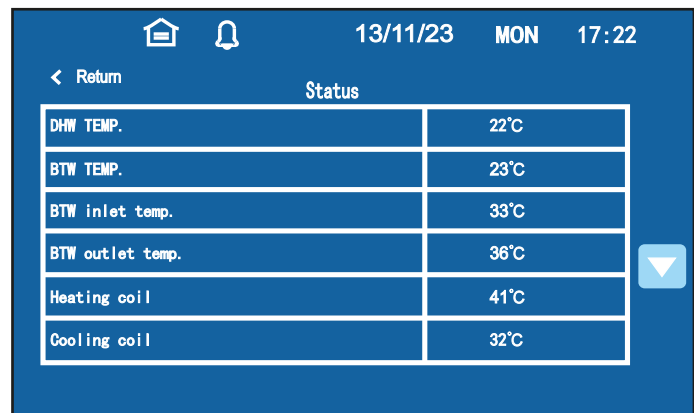 13/11/23 MON 17:22
Return
Status
DHW TEMP. 22°C
BTW TEMP. 23°C
BTW inlet temp. 33°C
BTW outlet temp. 36°C
Heating coil 41°C
Cooling coil 32°C